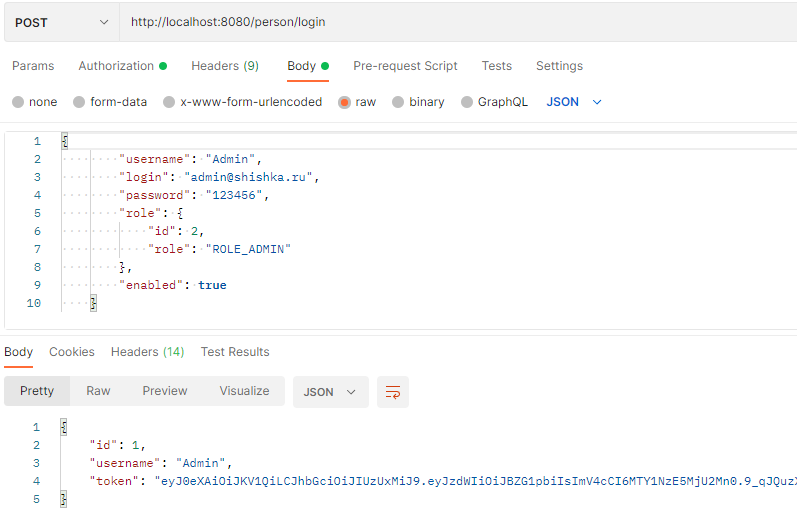 POST http://localhost:8080/person/login
Params Authorization Headers (9) Body Pre-request Script Tests Settings
none form-data x-www-form-urlencoded raw binary GraphQL JSON
1 {
2 "username": "Admin",
3 "login": "admin@shishka.ru",
4 "password": "123456",
5 "role": {
6 "id": 2,
7 "role": "ROLE_ADMIN"
8 },
9 "enabled": true
10 }
Body Cookies Headers (14) Test Results
Pretty Raw Preview Visualize JSON
1 {
2 "id": 1,
3 "username": "Admin",
4 "token": "eyJ0eXAiOiJKV1QiLCJhbGciOiJIUzUxMiJ9.eyJzdWIiOiJBZG1pbiIsImV4cCI6MTY1NzE5MjU2Mn0.9_qJQuzX
5 }